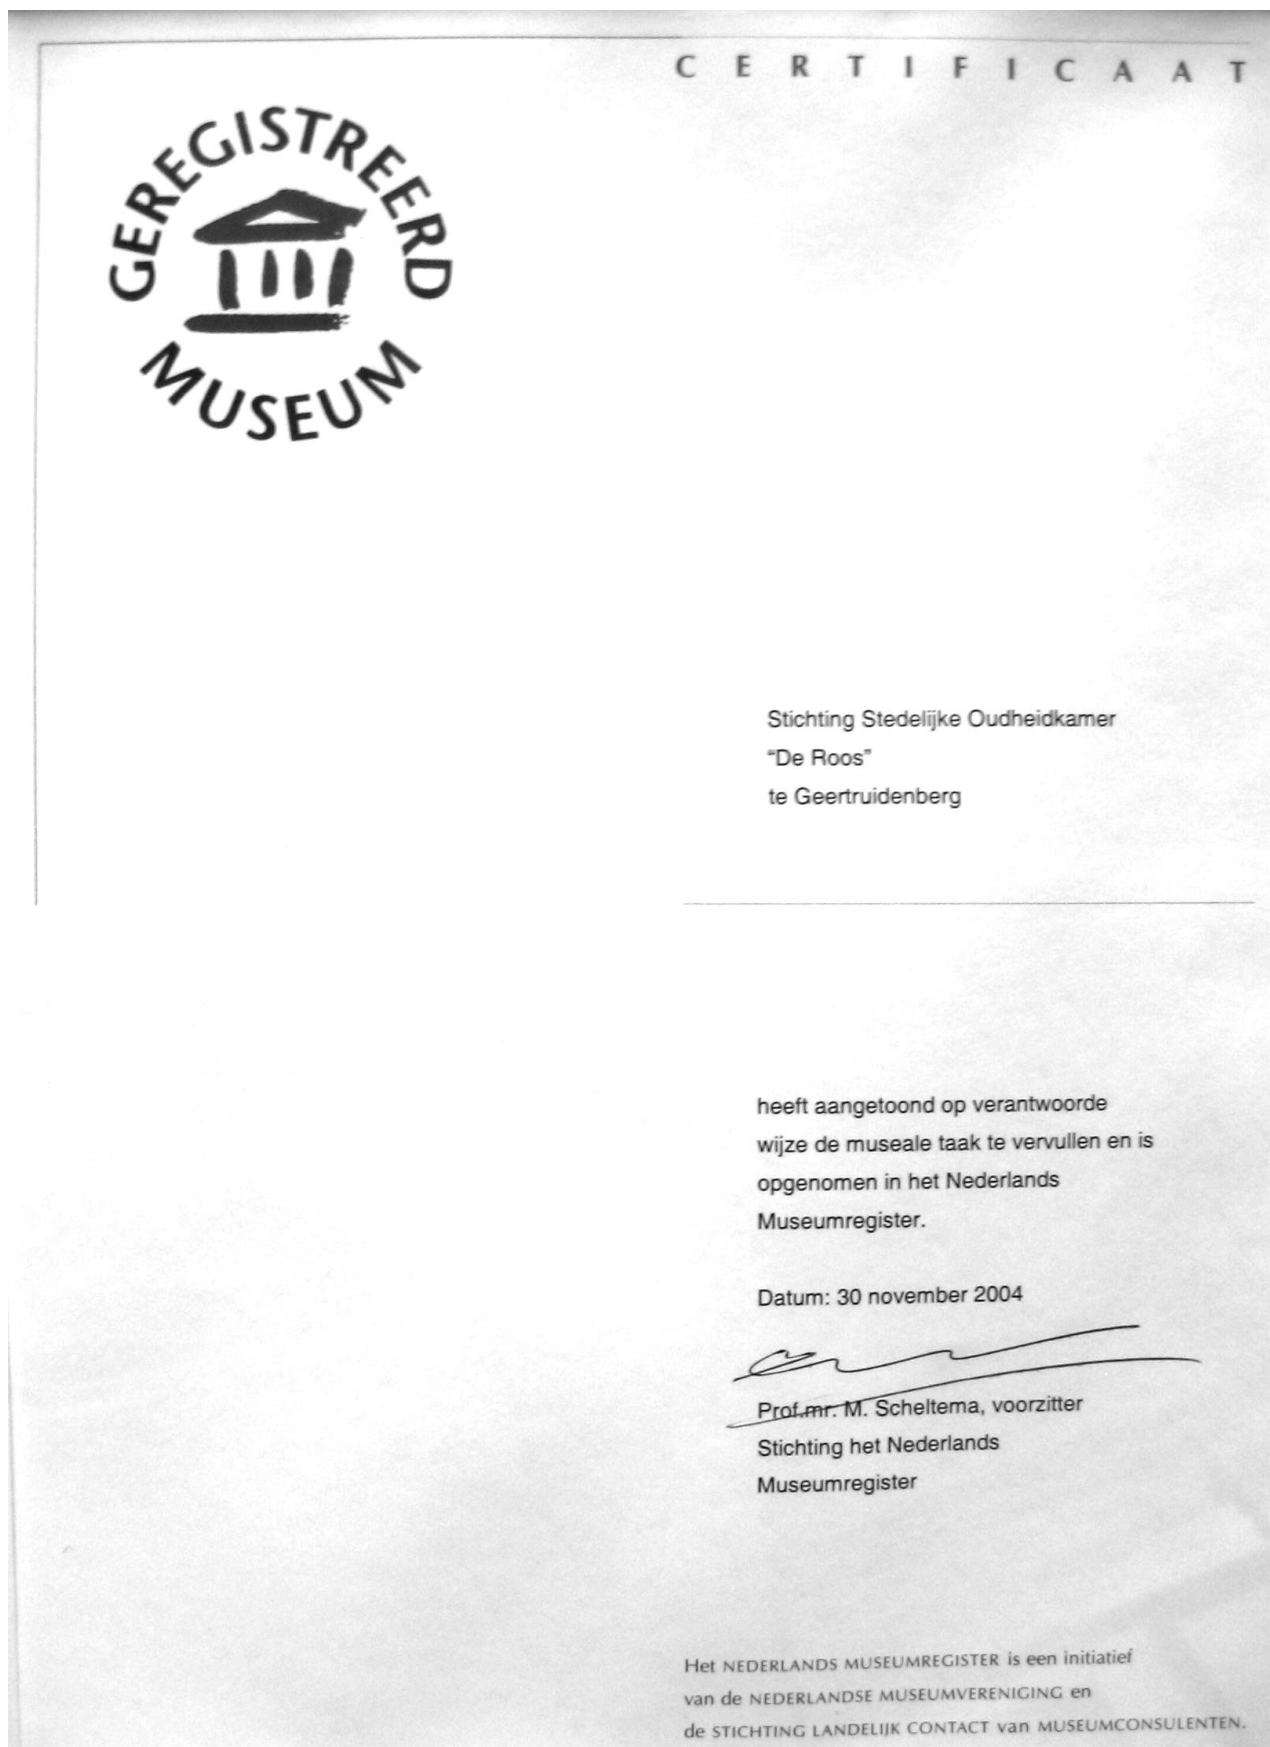 CERTIFICAAT
GEREGISTREERD
MUSEUM
Stichting Stedelijke Oudheidkamer
“De Roos”
te Geertruidenberg
heeft aangetoond op verantwoorde
wijze de museale taak te vervullen en is
opgenomen in het Nederlands
Museumregister.
Datum: 30 november 2004
Prof.mr. M. Scheltema, voorzitter
Stichting het Nederlands
Museumregister
Het NEDERLANDS MUSEUMREGISTER is een initiatief
van de NEDERLANDSE MUSEUMVERENIGING en
de STICHTING LANDELIJK CONTACT van MUSEUMCONSULENTEN.